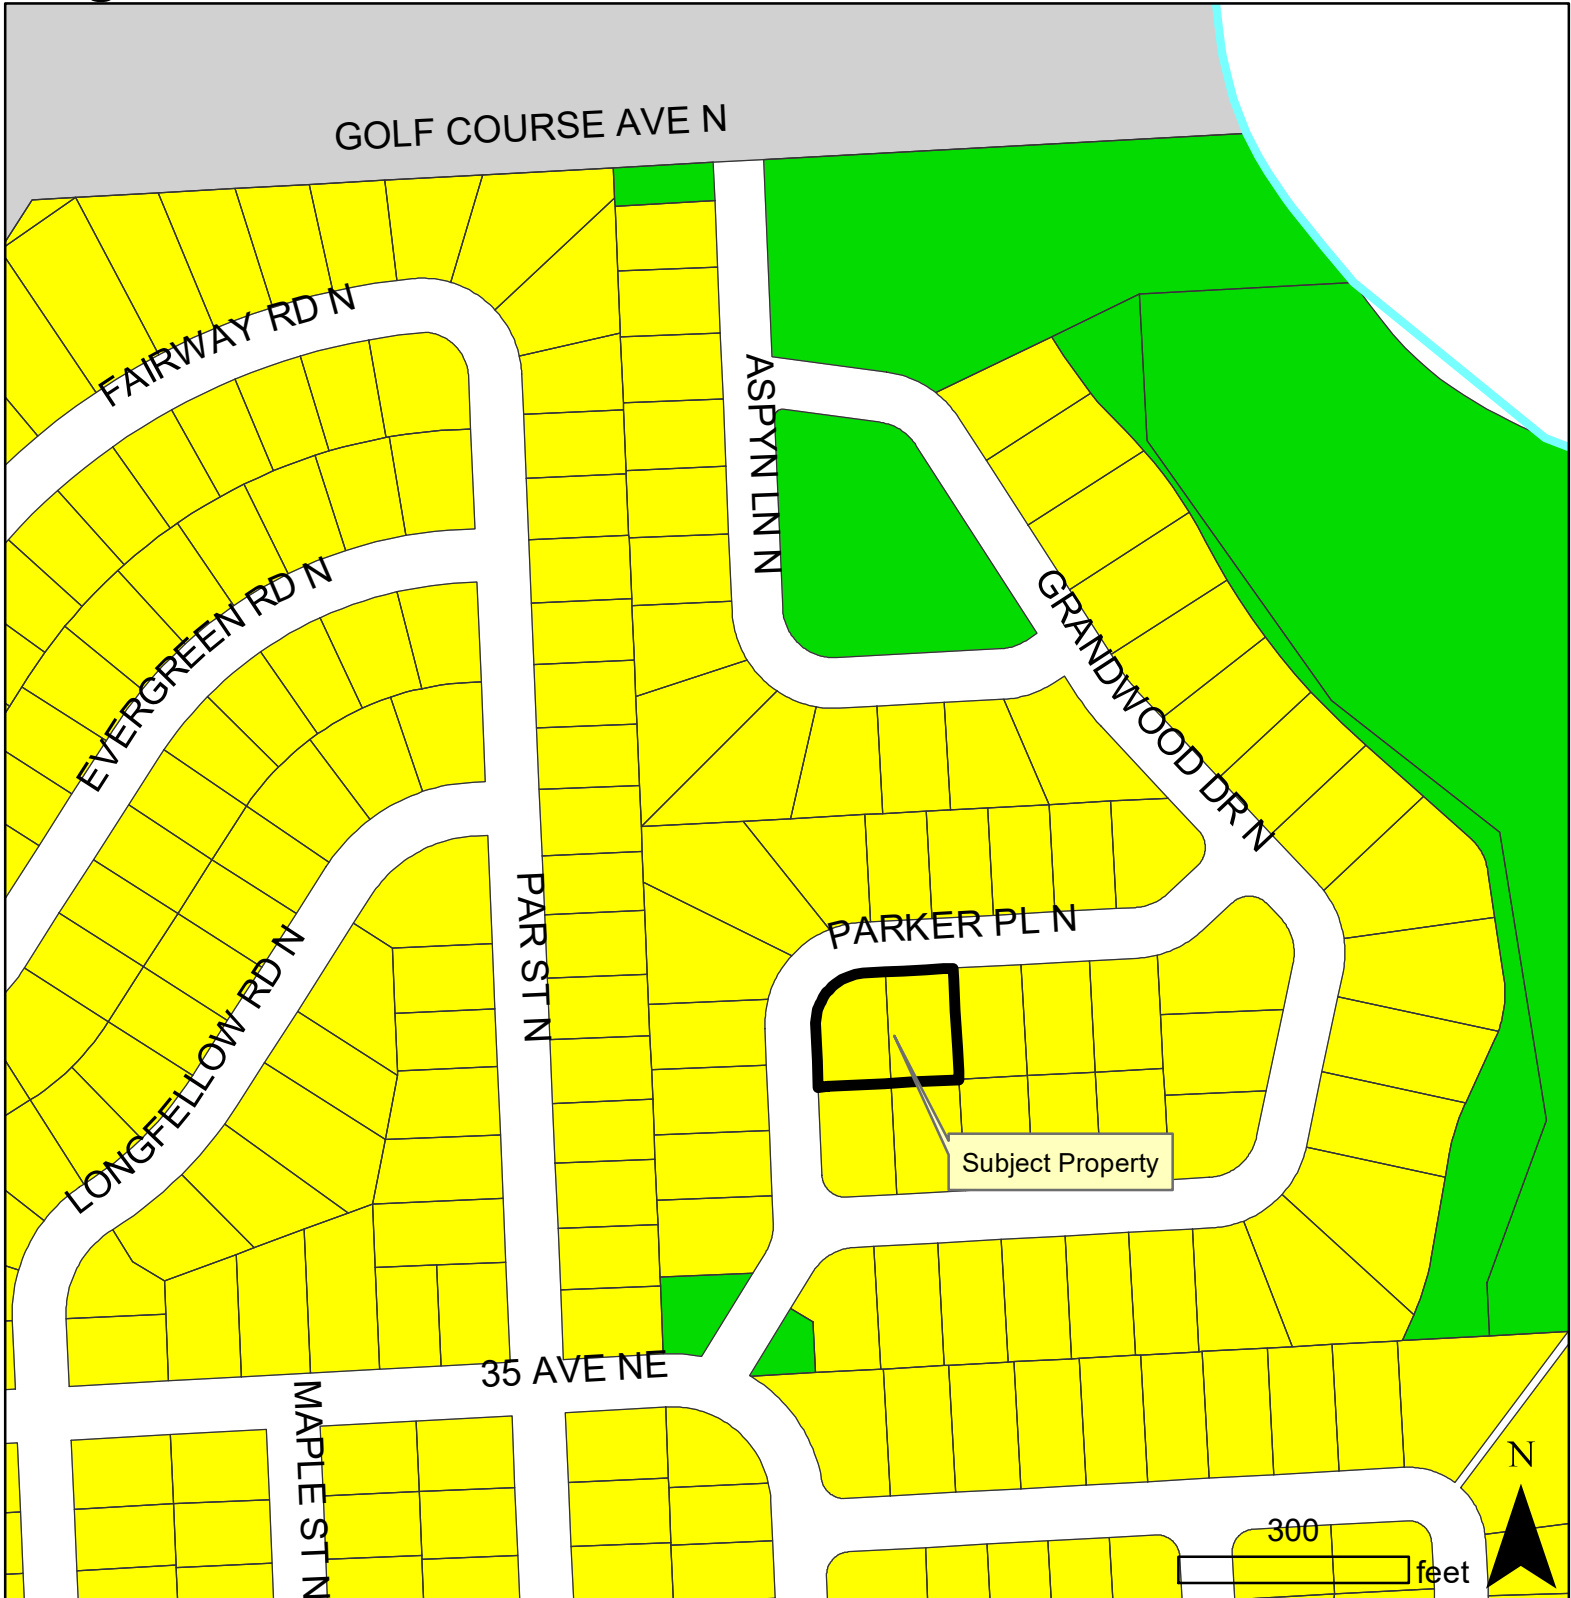 GOLF COURSE AVE N
FAIRWAY RD N
ASPYN LN N
EVERGREEN RD N
GRANDWOOD DR N
PAR ST N
PARKER PL N
LONGFELLOW RD N
Subject Property
35 AVE NE
MAPLE ST N
N
300
feet